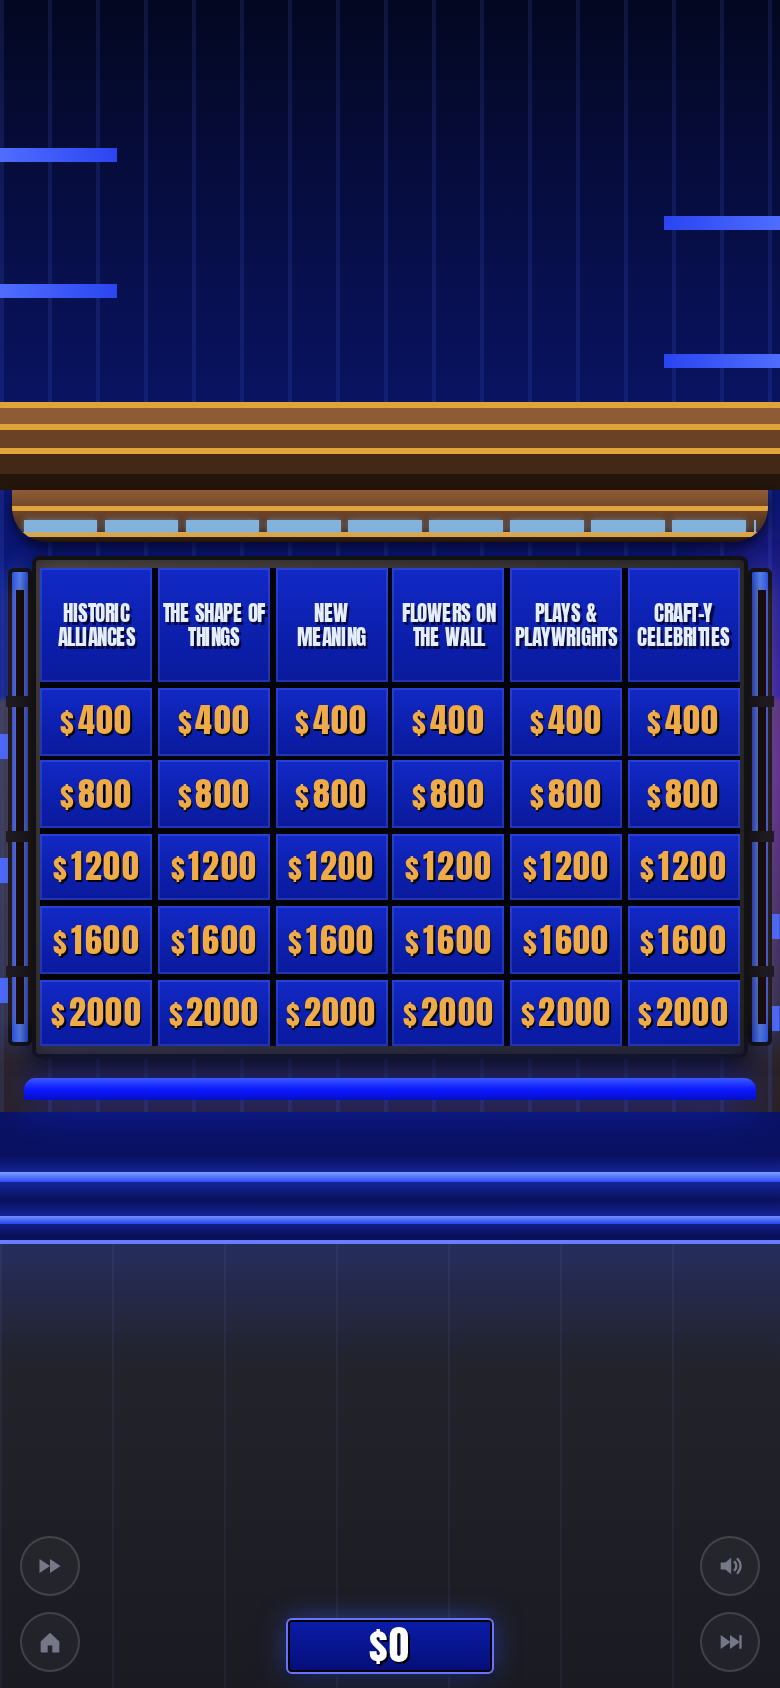 HISTORIC
ALLIANCES
THE SHAPE OF
THINGS
NEW
MEANING
FLOWERS ON
THE WALL
PLAYS &
PLAYWRIGHTS
CRAFT-Y
CELEBRITIES
$400 $400 $400 $400 $400 $400
$800 $800 $800 $800 $800 $800
$1200 $1200 $1200 $1200 $1200 $1200
$1600 $1600 $1600 $1600 $1600 $1600
$2000 $2000 $2000 $2000 $2000 $2000
$0